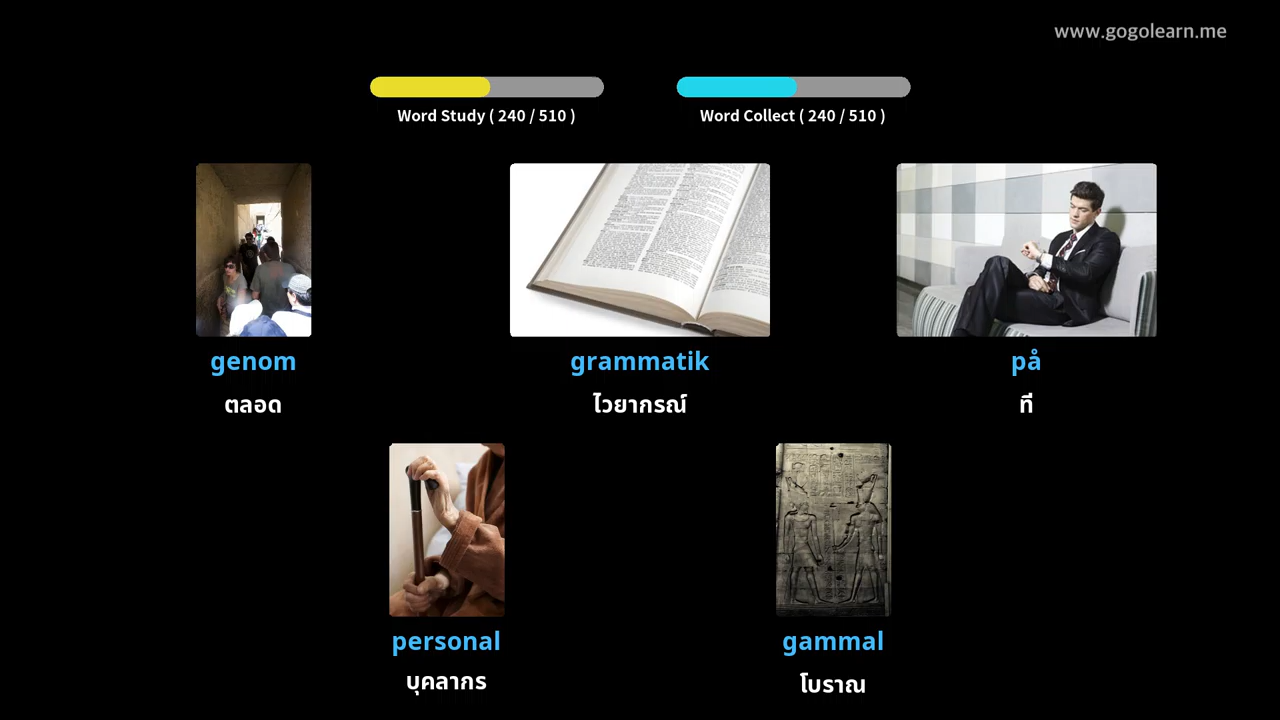 www.gogolearn.me
Word Study ( 240 / 510 )
Word Collect ( 240 / 510 )
genom
grammatik
på
ตลอด
ไวยากรณ์
ที่
personal
gammal
บุคลากร
โบราณ